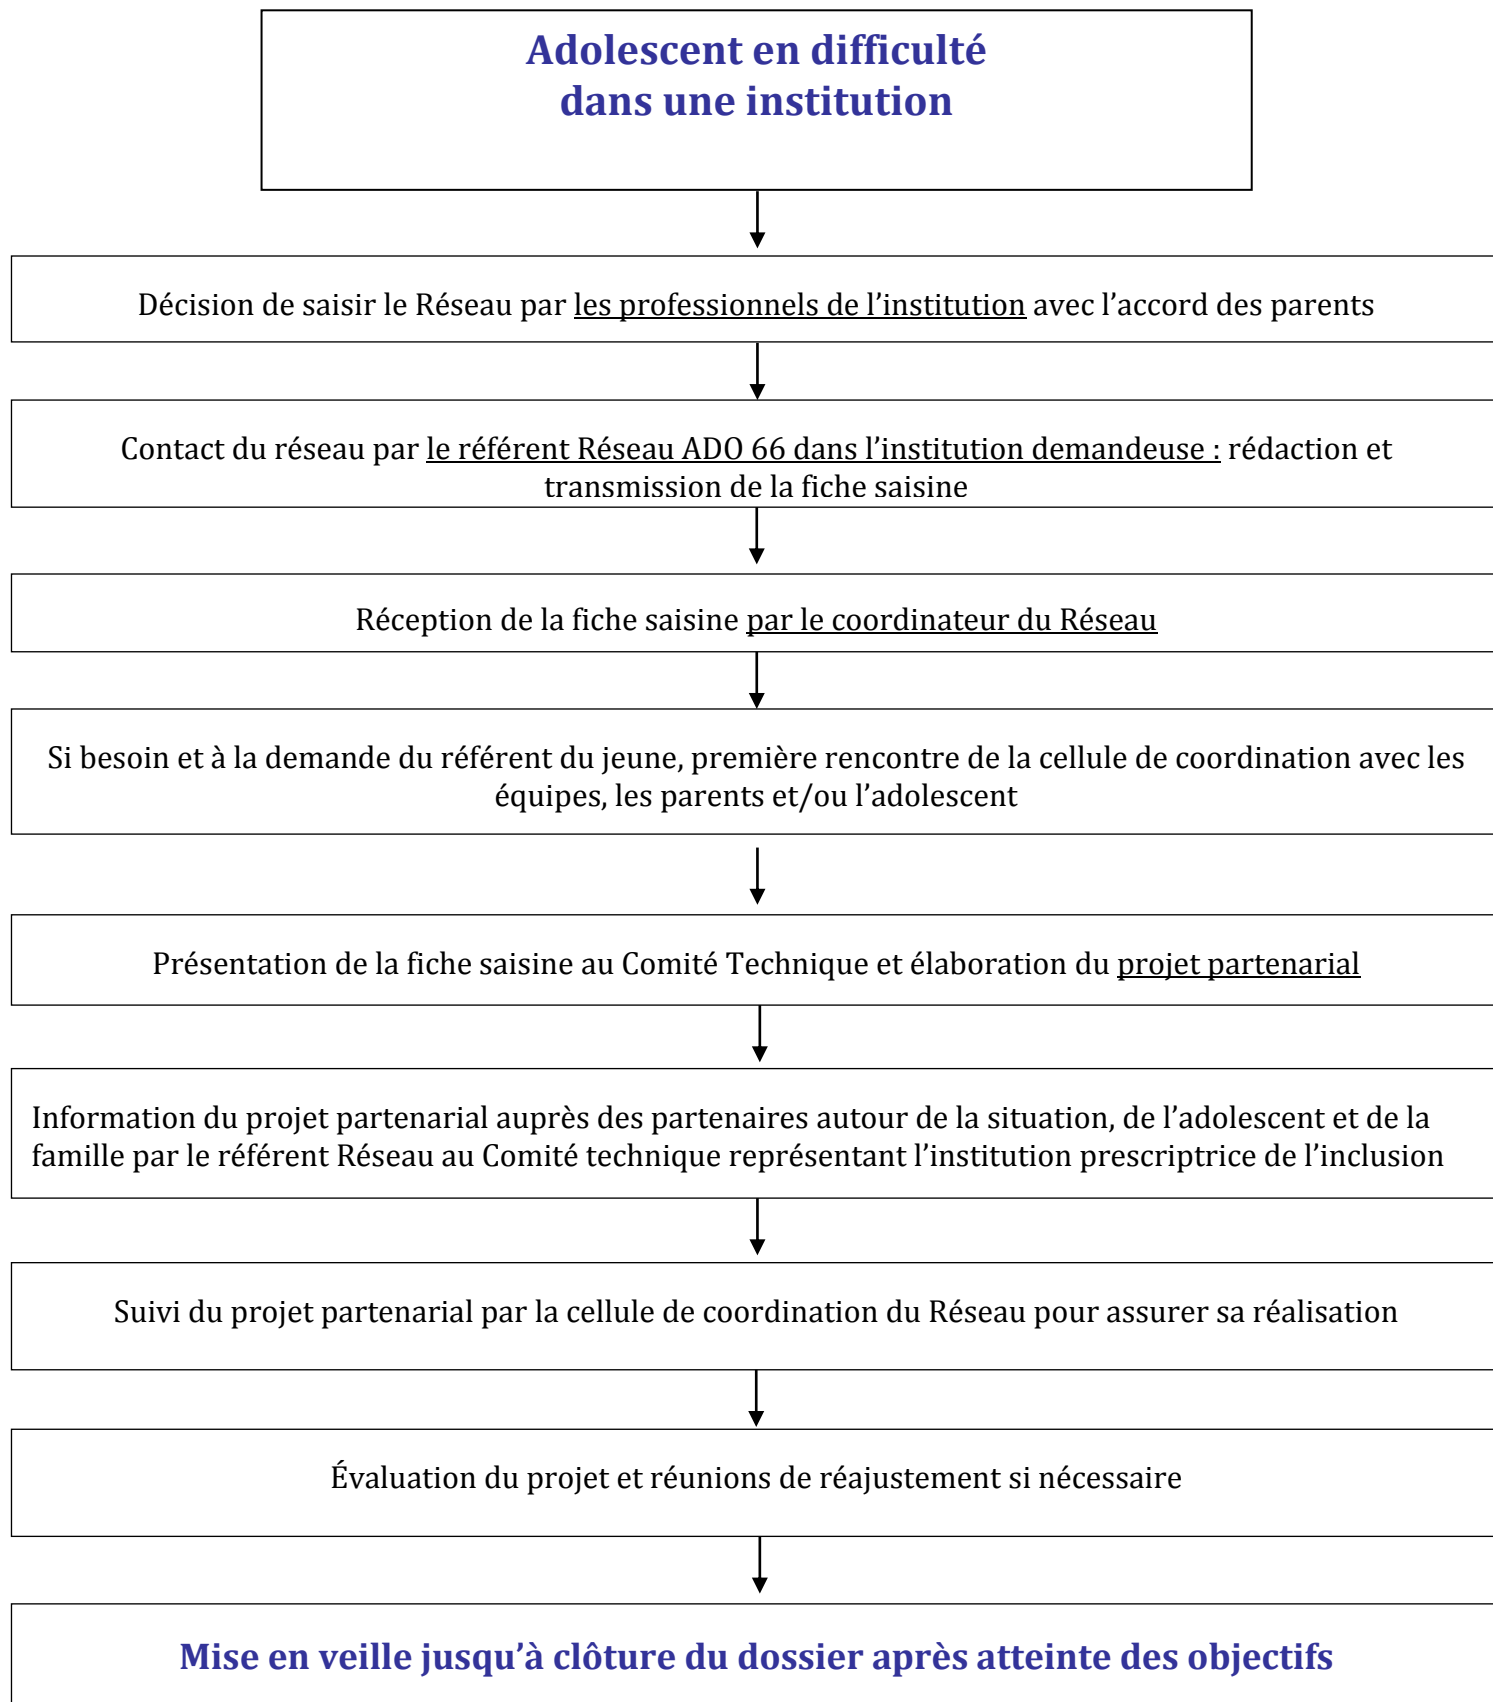 Adolescent en difficulté
dans une institution
Décision de saisir le Réseau par les professionnels de l’institution avec l’accord des parents
Contact du réseau par le référent Réseau ADO 66 dans l’institution demandeuse : rédaction et
transmission de la fiche saisine
Réception de la fiche saisine par le coordinateur du Réseau
Si besoin et à la demande du référent du jeune, première rencontre de la cellule de coordination avec les
équipes, les parents et/ou l’adolescent
Présentation de la fiche saisine au Comité Technique et élaboration du projet partenarial
Information du projet partenarial auprès des partenaires autour de la situation, de l’adolescent et de la
famille par le référent Réseau au Comité technique représentant l’institution prescriptrice de l’inclusion
Suivi du projet partenarial par la cellule de coordination du Réseau pour assurer sa réalisation
Évaluation du projet et réunions de réajustement si nécessaire
Mise en veille jusqu’à clôture du dossier après atteinte des objectifs